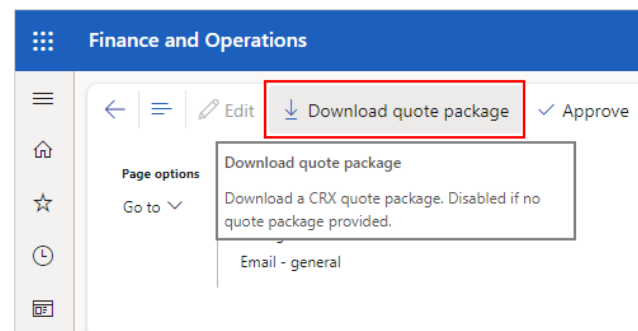 Finance and Operations
Edit
Download quote package
Approve
Page options
Download quote package
Go to
Download a CRX quote package. Disabled if no
quote package provided.
Email - general